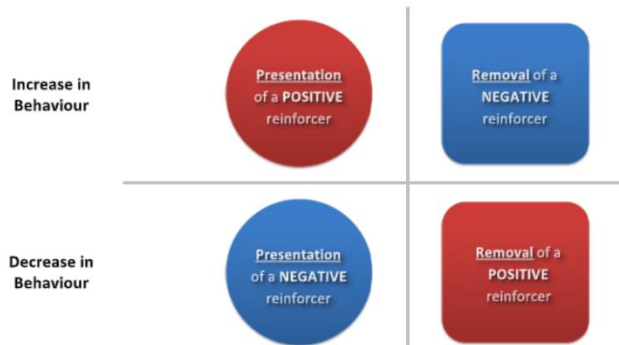 Increase in
Behaviour
Presentation
of a POSITIVE
reinforcer
Removal of a
NEGATIVE
reinforcer
Decrease in
Behaviour
Presentation
of a NEGATIVE
reinforcer
Removal of a
POSITIVE
reinforcer